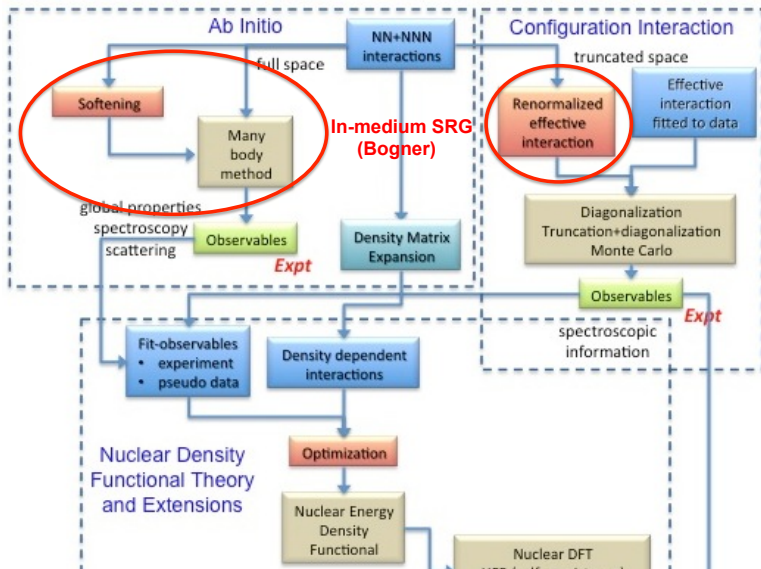 Ab Initio
NN+NNN
interactions
Configuration Interaction
full space
truncated space
Softening
Many
body
method
In-medium SRG
(Bogner)
Renormalized
effective
interaction
Effective
interaction
fitted to data
global properties
spectroscopy
scattering
Observables
Expt
Density Matrix
Expansion
Diagonalization
Truncation+diagonalization
Monte Carlo
Observables
Expt
spectroscopic
information
Fit-observables
• experiment
• pseudo data
Density dependent
interactions
Nuclear Density
Functional Theory
and Extensions
Optimization
Nuclear Energy
Density
Functional
Nuclear DFT